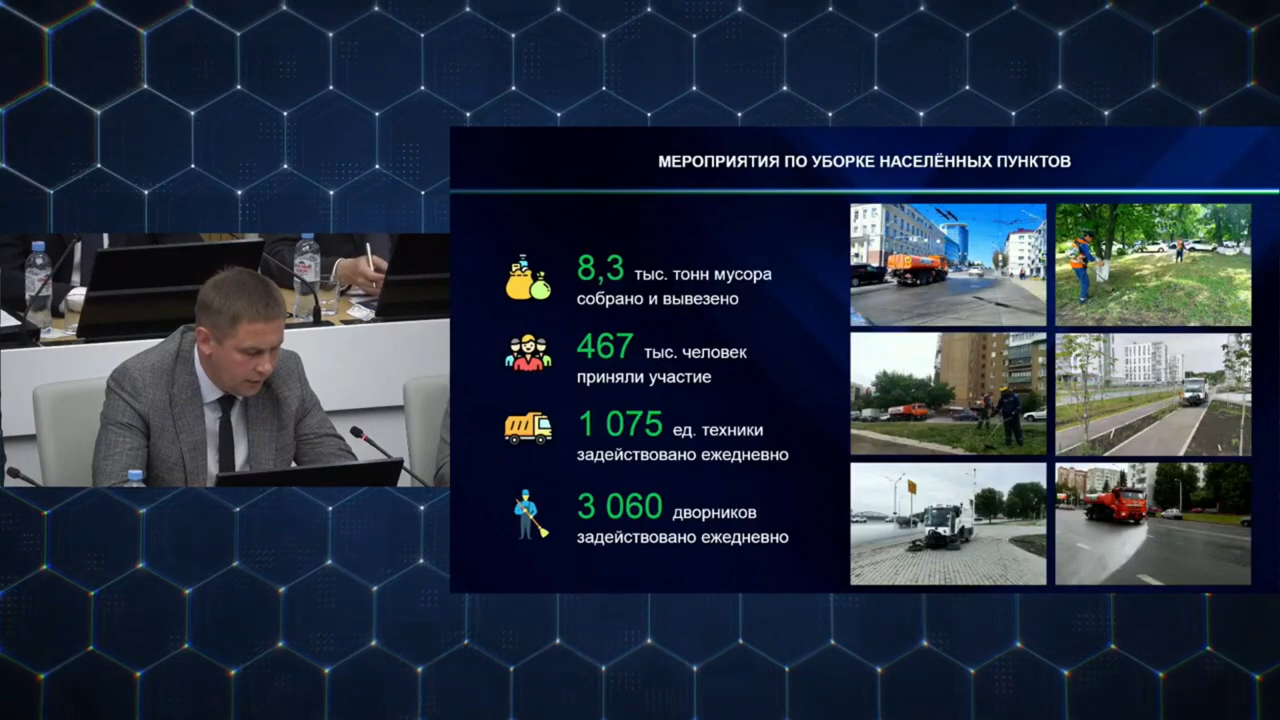 МЕРОПРИЯТИЯ ПО УБОРКЕ НАСЕЛЁННЫХ ПУНКТОВ
8,3 тыс. тонн мусора
собрано и вывезено
467 тыс. человек
приняли участие
1 075 ед. техники
задействовано ежедневно
3 060 дворников
задействовано ежедневно